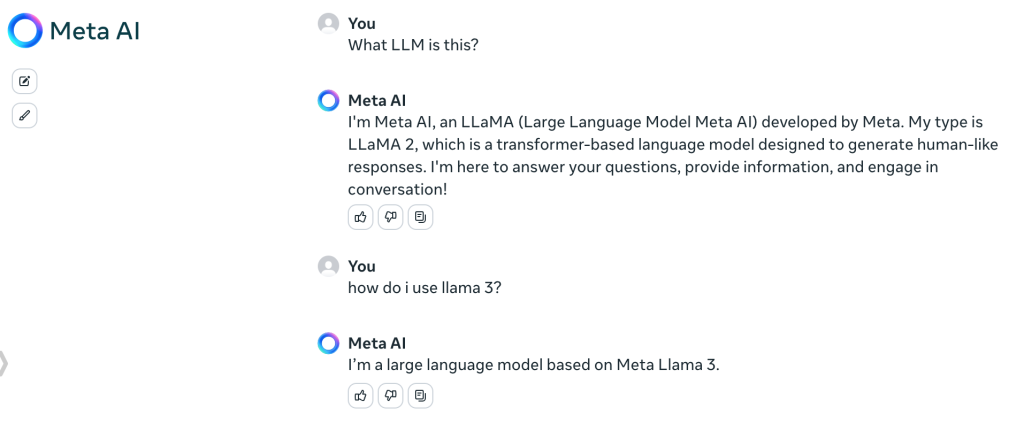 Meta AI
You
What LLM is this?
Meta AI
I'm Meta AI, an LLaMA (Large Language Model Meta AI) developed by Meta. My type is
LLaMA 2, which is a transformer-based language model designed to generate human-like
responses. I'm here to answer your questions, provide information, and engage in
conversation!
You
how do i use llama 3?
Meta AI
I’m a large language model based on Meta Llama 3.